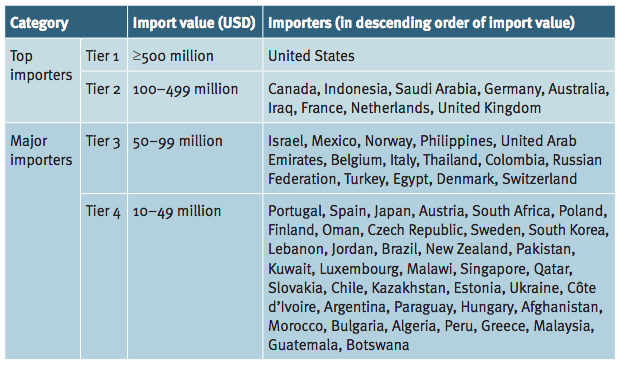 Category Import value (USD) Importers (in descending order of import value)
Top importers Tier 1 ≥500 million United States
Tier 2 100–499 million Canada, Indonesia, Saudi Arabia, Germany, Australia,
Iraq, France, Netherlands, United Kingdom
Major importers Tier 3 50–99 million Israel, Mexico, Norway, Philippines, United Arab
Emirates, Belgium, Italy, Thailand, Colombia, Russian
Federation, Turkey, Egypt, Denmark, Switzerland
Tier 4 10–49 million Portugal, Spain, Japan, Austria, South Africa, Poland,
Finland, Oman, Czech Republic, Sweden, South Korea,
Lebanon, Jordan, Brazil, New Zealand, Pakistan,
Kuwait, Luxembourg, Malawi, Singapore, Qatar,
Slovakia, Chile, Kazakhstan, Estonia, Ukraine, Côte
d’Ivoire, Argentina, Paraguay, Hungary, Afghanistan,
Morocco, Bulgaria, Algeria, Peru, Greece, Malaysia,
Guatemala, Botswana